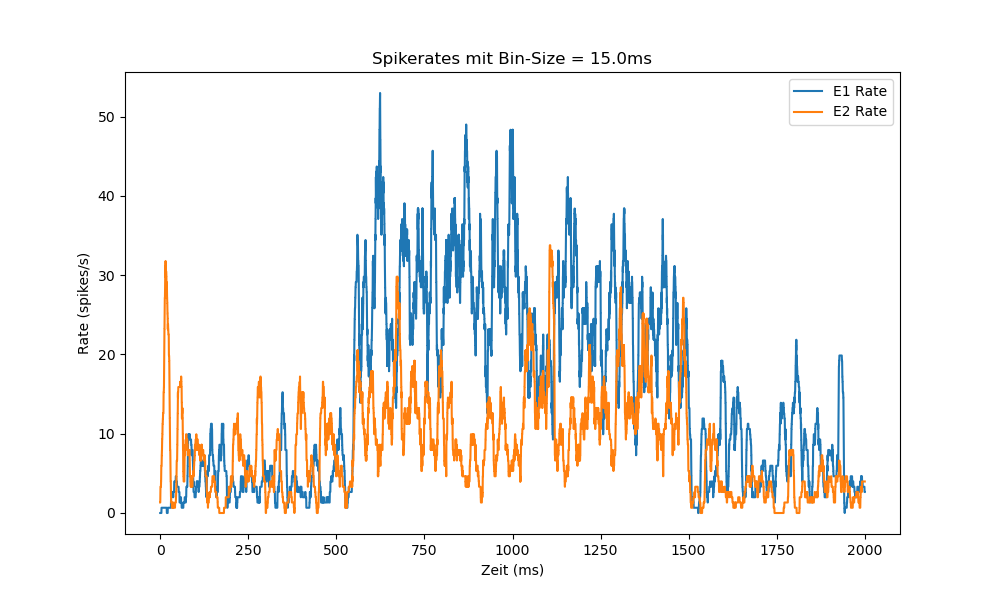 Spikerates mit Bin-Size = 15.0ms
E1 Rate
E2 Rate
50
40
30
20
10
0
Rate (spikes/s)
0 250 500 750 1000 1250 1500 1750 2000
Zeit (ms)